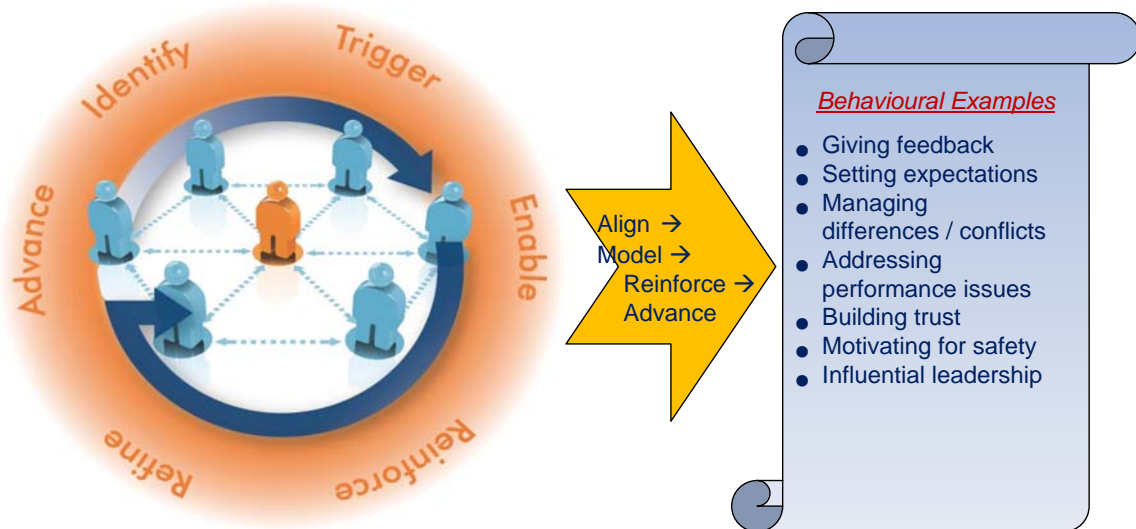 Identify
Trigger
Enable
Reinforce
Refine
Advance
Align →
Model →
Reinforce →
Advance
Behavioural Examples
● Giving feedback
● Setting expectations
● Managing
differences / conflicts
● Addressing
performance issues
● Building trust
● Motivating for safety
● Influential leadership